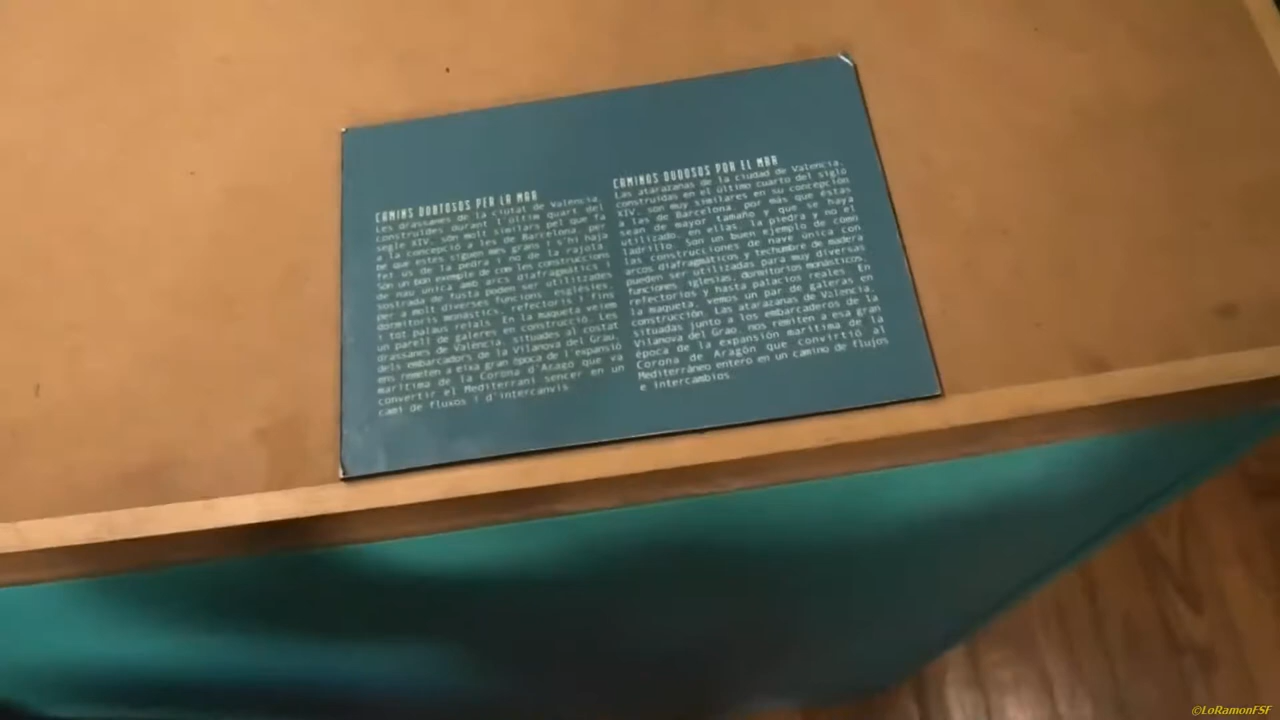 CAMINS DUBTOSOS PER LA MAR
Les drassanes de la ciutat de València,
construïdes durant l'últim quart del
segle XIV, són molt similars pel que fa
a la concepció a les de Barcelona, per
bé que estes siguen més grans i s'hi haja
fet ús de la pedra i no de la rajola.
Són un bon exemple de com les construccions
de nau única amb arcs diafragmàtics i
sostrada de fusta poden ser utilitzades
per a molt diverses funcions: esglésies,
dormitoris monàstics, refectoris i fins
i tot palaus reials. En la maqueta veiem
un parell de galeres en construcció. Les
drassanes de València, situades al costat
dels embarcadors de la Vilanova del Grau,
ens remeten a eixa gran època de l'expansió
marítima de la Corona d'Aragó que va
convertir el Mediterrani sencer en un
camí de fluxos i d'intercanvis.
CAMINOS DUDOSOS POR EL MAR
Las atarazanas de la ciudad de Valencia,
construidas en el último cuarto del siglo
XIV, son muy similares en su concepción
a las de Barcelona, por más que éstas
sean de mayor tamaño y que se haya
utilizado, en ellas, la piedra y no el
ladrillo. Son un buen ejemplo de cómo
las construcciones de nave única con
arcos diafragmáticos y techumbre de madera
pueden ser utilizadas para muy diversas
funciones: iglesias, dormitorios monásticos,
refectorios y hasta palacios reales. En
la maqueta, vemos un par de galeras en
construcción. Las atarazanas de Valencia,
situadas junto a los embarcaderos de la
Vilanova del Grao, nos remiten a esa gran
época de la expansión marítima de la
Corona de Aragón que convirtió al
Mediterráneo entero en un camino de flujos
e intercambios.
©LoRamonFSF